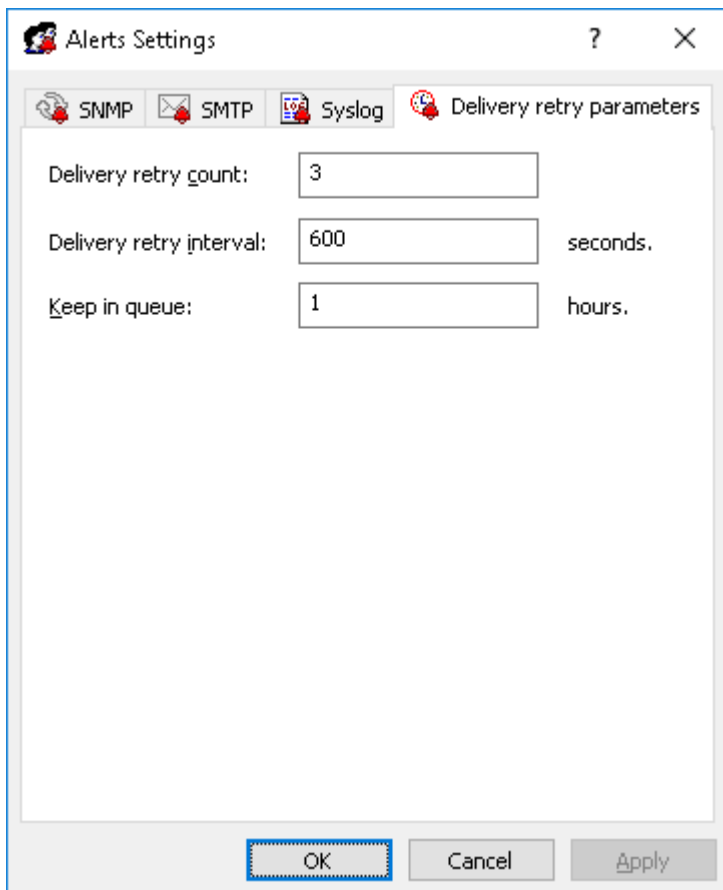 Alerts Settings ?
SNMP SMTP Syslog Delivery retry parameters
Delivery retry count: 3
Delivery retry interval: 600 seconds.
Keep in queue: 1 hours.
OK Cancel Apply